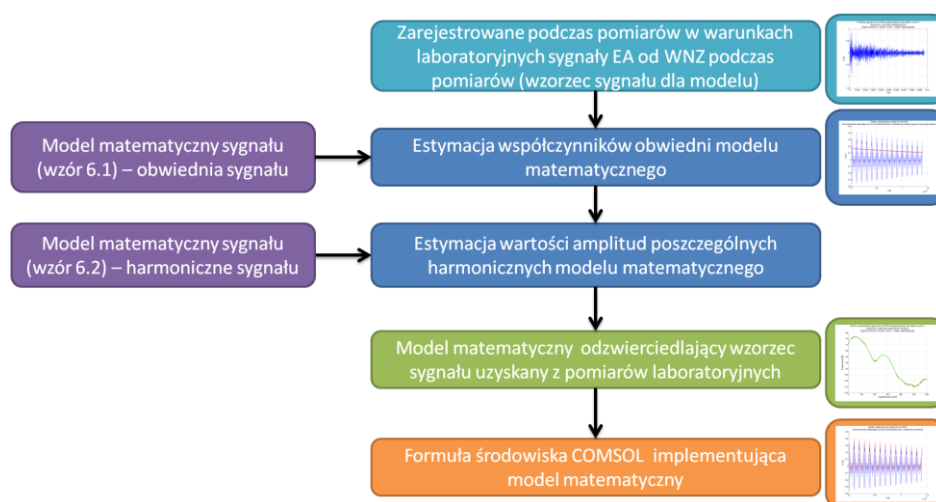 Zarejestrowane podczas pomiarów w warunkach
laboratoryjnych sygnały EA od WNZ podczas
pomiarów (wzorzec sygnału dla modelu)
Model matematyczny sygnału
(wzór 6.1) – obwiednia sygnału
Estymacja współczynników obwiedni modelu
matematycznego
Model matematyczny sygnału
(wzór 6.2) – harmoniczne sygnału
Estymacja wartości amplitud poszczególnych
harmonicznych modelu matematycznego
Model matematyczny odzwierciedlający wzorzec
sygnału uzyskany z pomiarów laboratoryjnych
Formuła środowiska COMSOL implementująca
model matematyczny